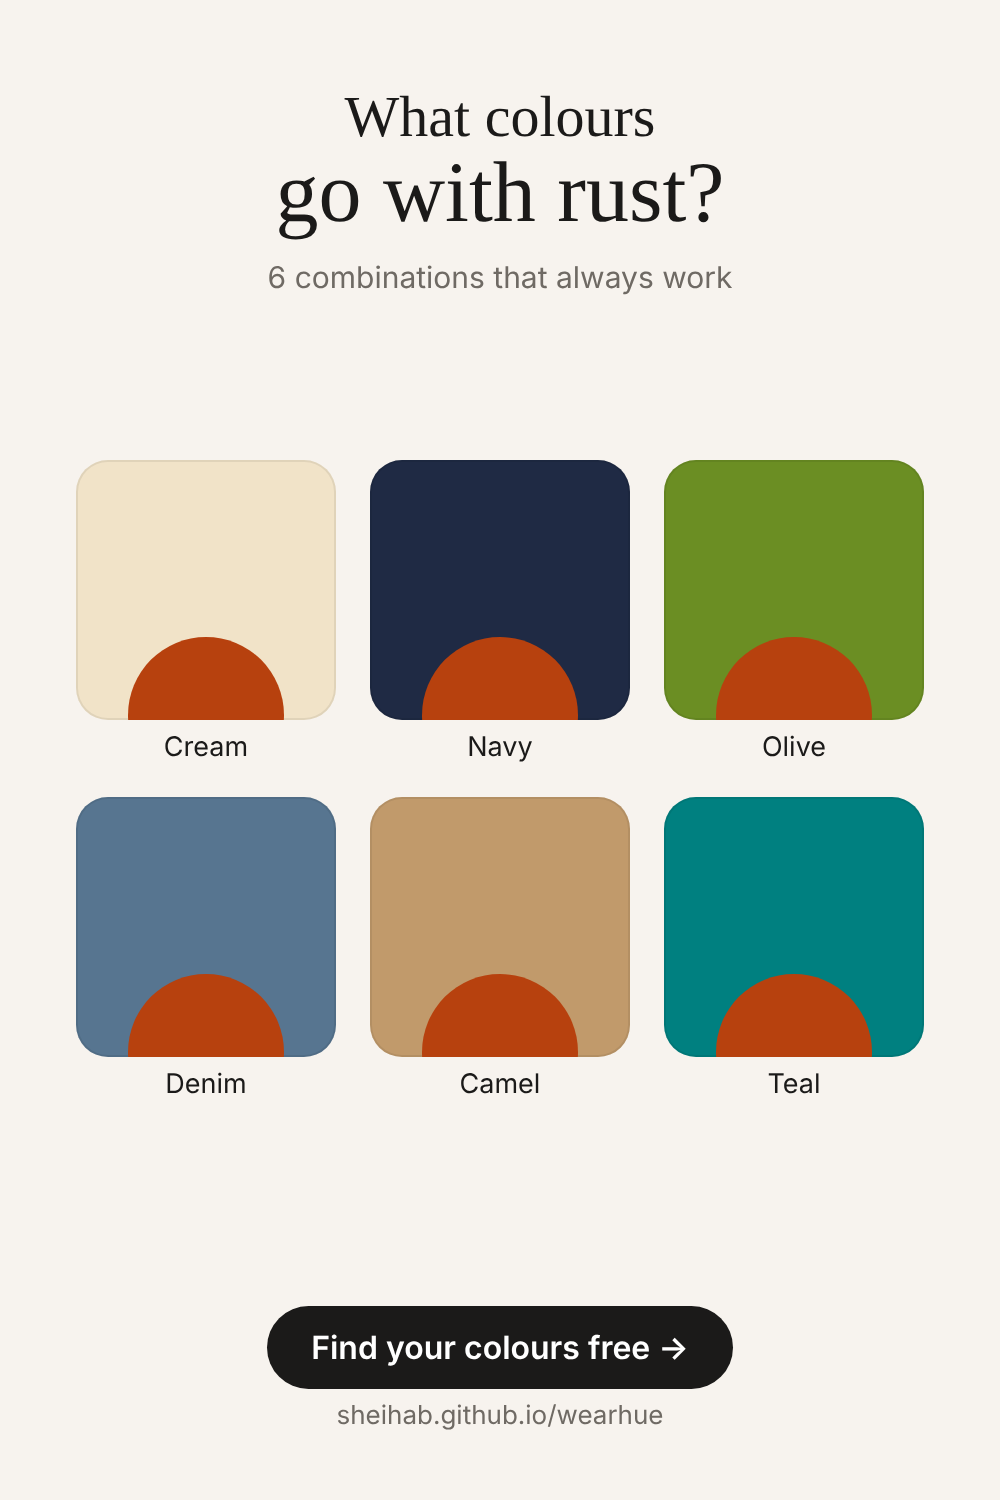 What colours
go with rust?
6 combinations that always work
Cream
Navy
Olive
Denim
Camel
Teal
Find your colours free →
sheihab.github.io/wearhue